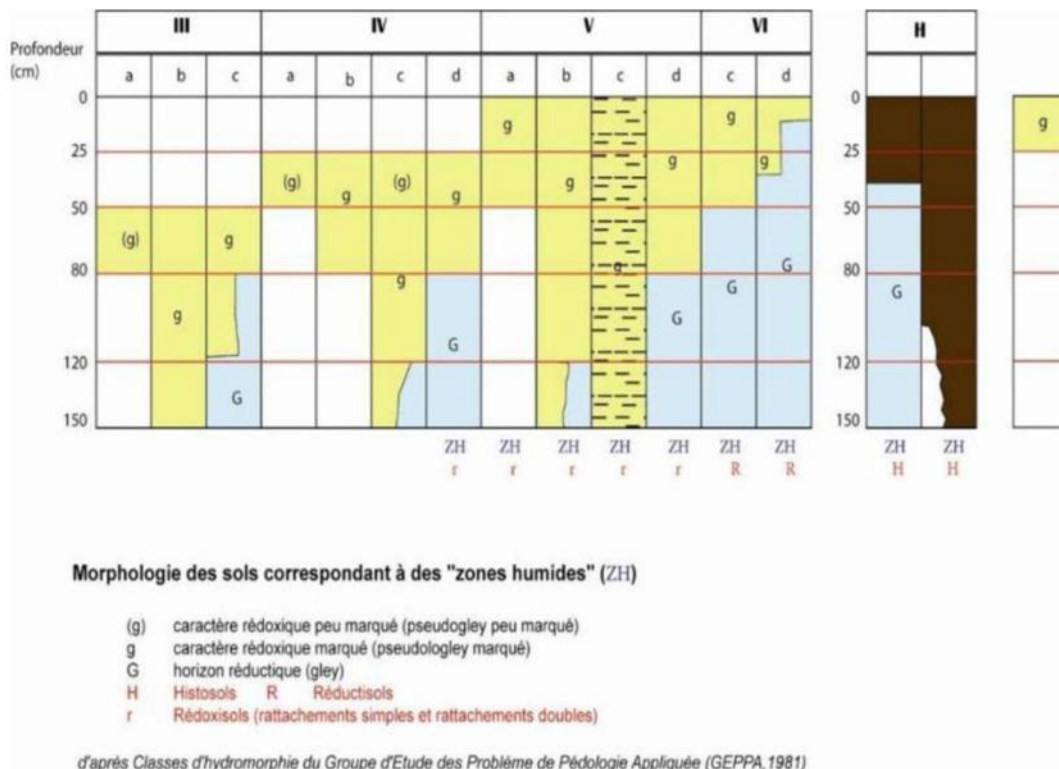 III IV V VI H
Profondeur
(cm)
a b c a b c d a b c d c d
0 0
g g g
25 25
(g) g (g) g g g g
50 50
(g) g g
80 80
g g G
g G G G
120 120
G G
150 150
ZH ZH ZH ZH ZH ZH ZH ZH ZH
r r r r r R R H H
Morphologie des sols correspondant à des "zones humides" (ZH)
(g) caractère rédoxique peu marqué (pseudogley peu marqué)
g caractère rédoxique marqué (pseudologley marqué)
G horizon réductique (gley)
H Histosols R Réductisols
r Rédoxisols (rattachements simples et rattachements doubles)
d'après Classes d'hydromorphie du Groupe d'Etude des Problème de Pédologie Appliquée (GEPPA, 1981)